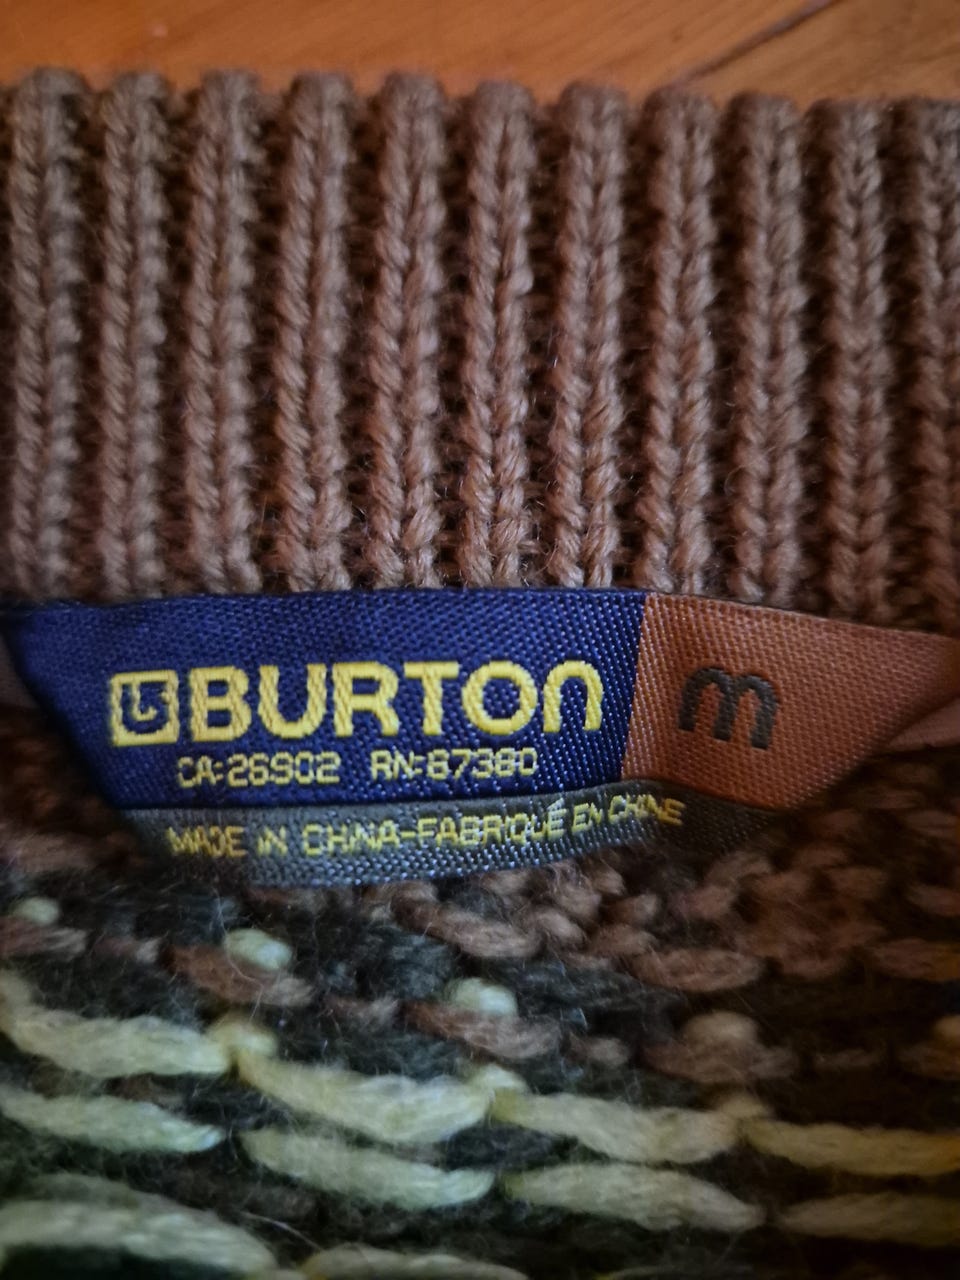 BURTON
m
CA:26902 RN:87380
MADE IN CHINA-FABRIQUÉ EN CHINE